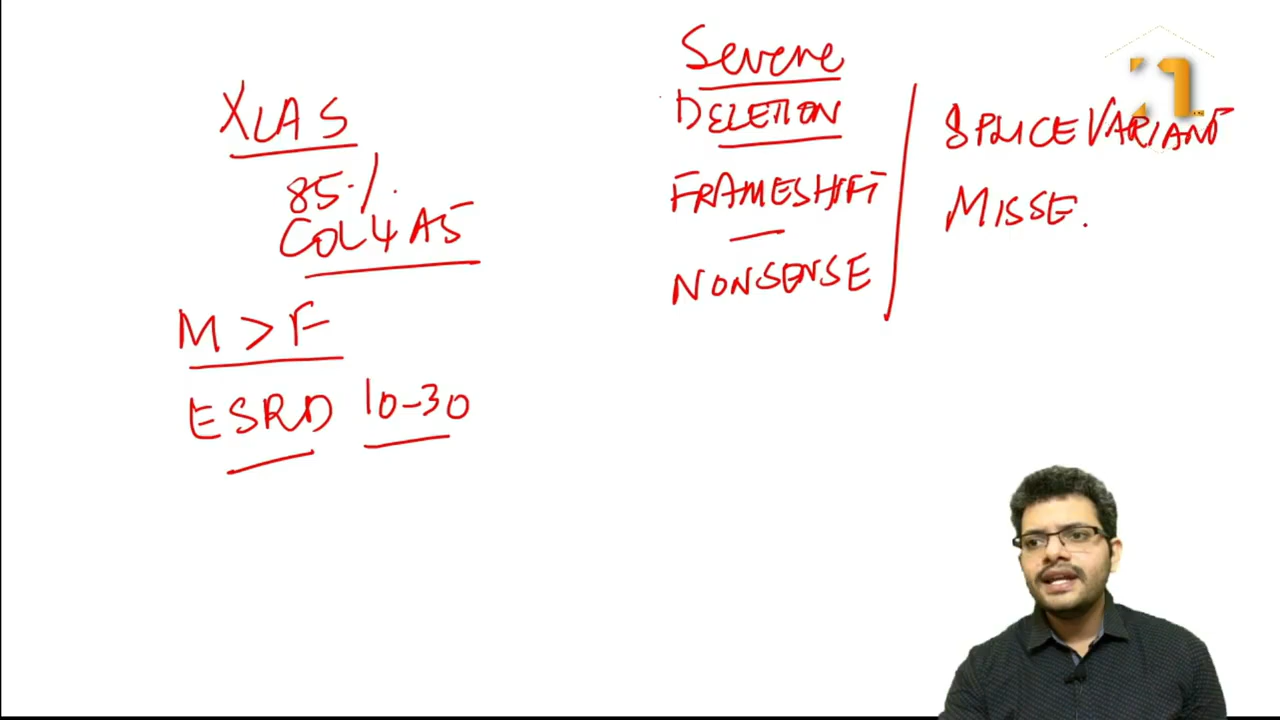 XLAS
85%.
COL4A5
M > F
ESRD 10-30
Severe
DELETION
FRAMESHIFT
NONSENSE
SPLICE VARIANT
MISSE.